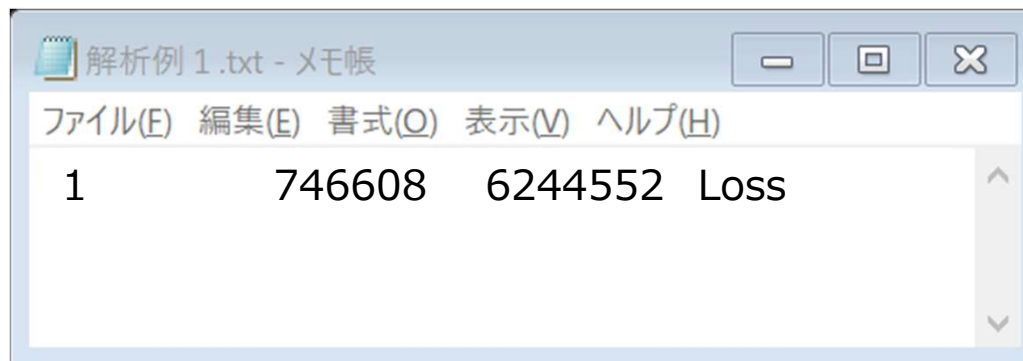 解析例 1 .txt - メモ帳
ファイル(F) 編集(E) 書式(O) 表示(V) ヘルプ(H)
1 746608 6244552 Loss